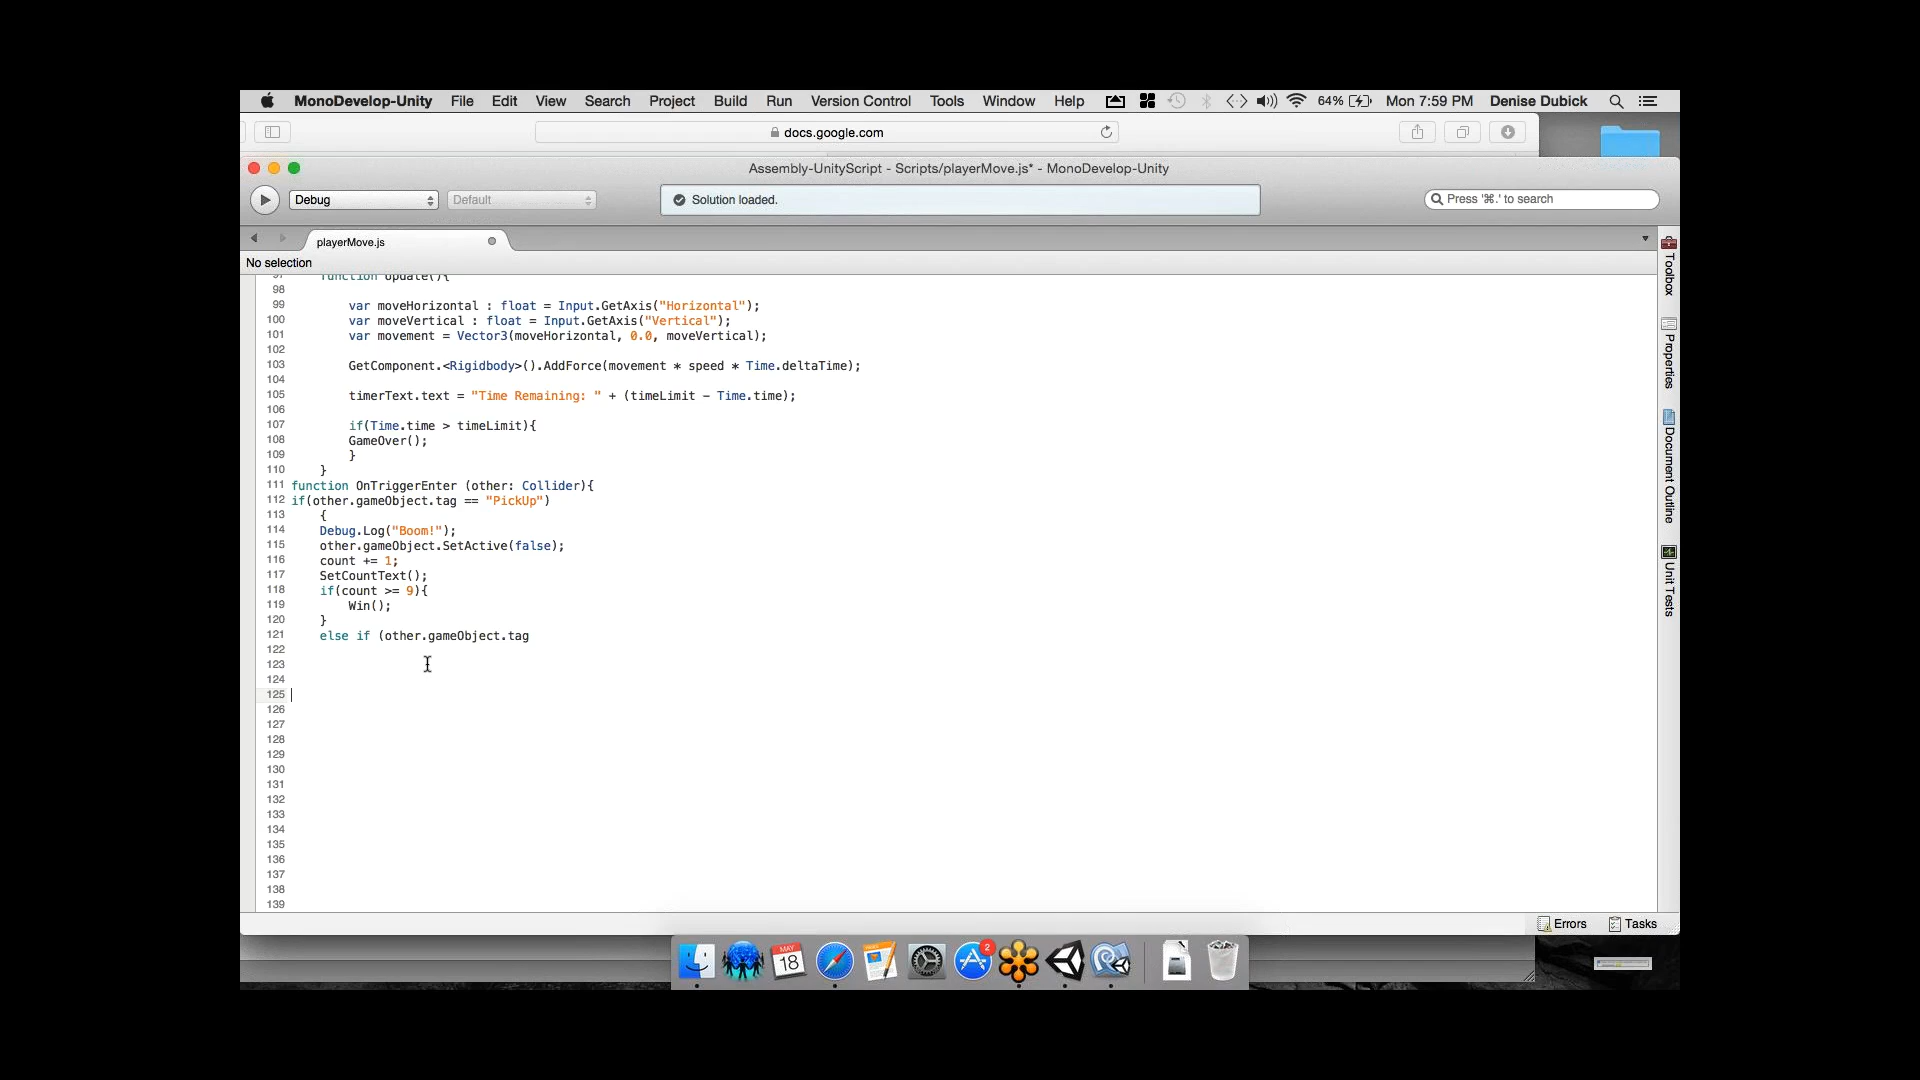 MonoDevelop-Unity File Edit View Search Project Build Run Version Control Tools Window Help 64% Mon 7:59 PM Denise Dubick
docs.google.com
Assembly-UnityScript - Scripts/playerMove.js* - MonoDevelop-Unity
Debug Default Solution loaded. Press '⌘.' to search
playerMove.js
No selection
97 function Update(){
98
99 var moveHorizontal : float = Input.GetAxis("Horizontal");
100 var moveVertical : float = Input.GetAxis("Vertical");
101 var movement = Vector3(moveHorizontal, 0.0, moveVertical);
102
103 GetComponent.<Rigidbody>().AddForce(movement * speed * Time.deltaTime);
104
105 timerText.text = "Time Remaining: " + (timeLimit - Time.time);
106
107 if(Time.time > timeLimit){
108 GameOver();
109 }
110 }
111 function OnTriggerEnter (other: Collider){
112 if(other.gameObject.tag == "PickUp")
113 {
114 Debug.Log("Boom!");
115 other.gameObject.SetActive(false);
116 count += 1;
117 SetCountText();
118 if(count >= 9){
119 Win();
120 }
121 else if (other.gameObject.tag
122
123
124
125
126
127
128
129
130
131
132
133
134
135
136
137
138
139
Toolbox
Properties
Document Outline
Unit Tests
Errors Tasks
MAY
18
2